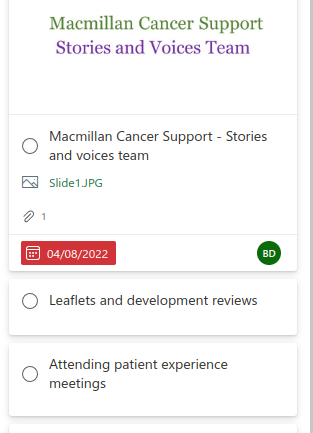 Macmillan Cancer Support
Stories and Voices Team
Macmillan Cancer Support - Stories
and voices team
Slide1.JPG
1
04/08/2022
BD
Leaflets and development reviews
Attending patient experience
meetings